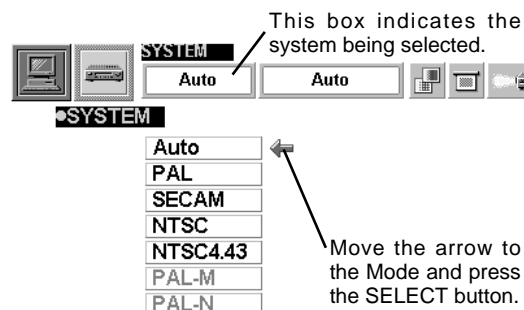 This box indicates the
system being selected.
SYSTEM
Auto
Auto
●SYSTEM
Auto
PAL
SECAM
NTSC
NTSC4.43
PAL-M
PAL-N
Move the arrow to
the Mode and press
the SELECT button.